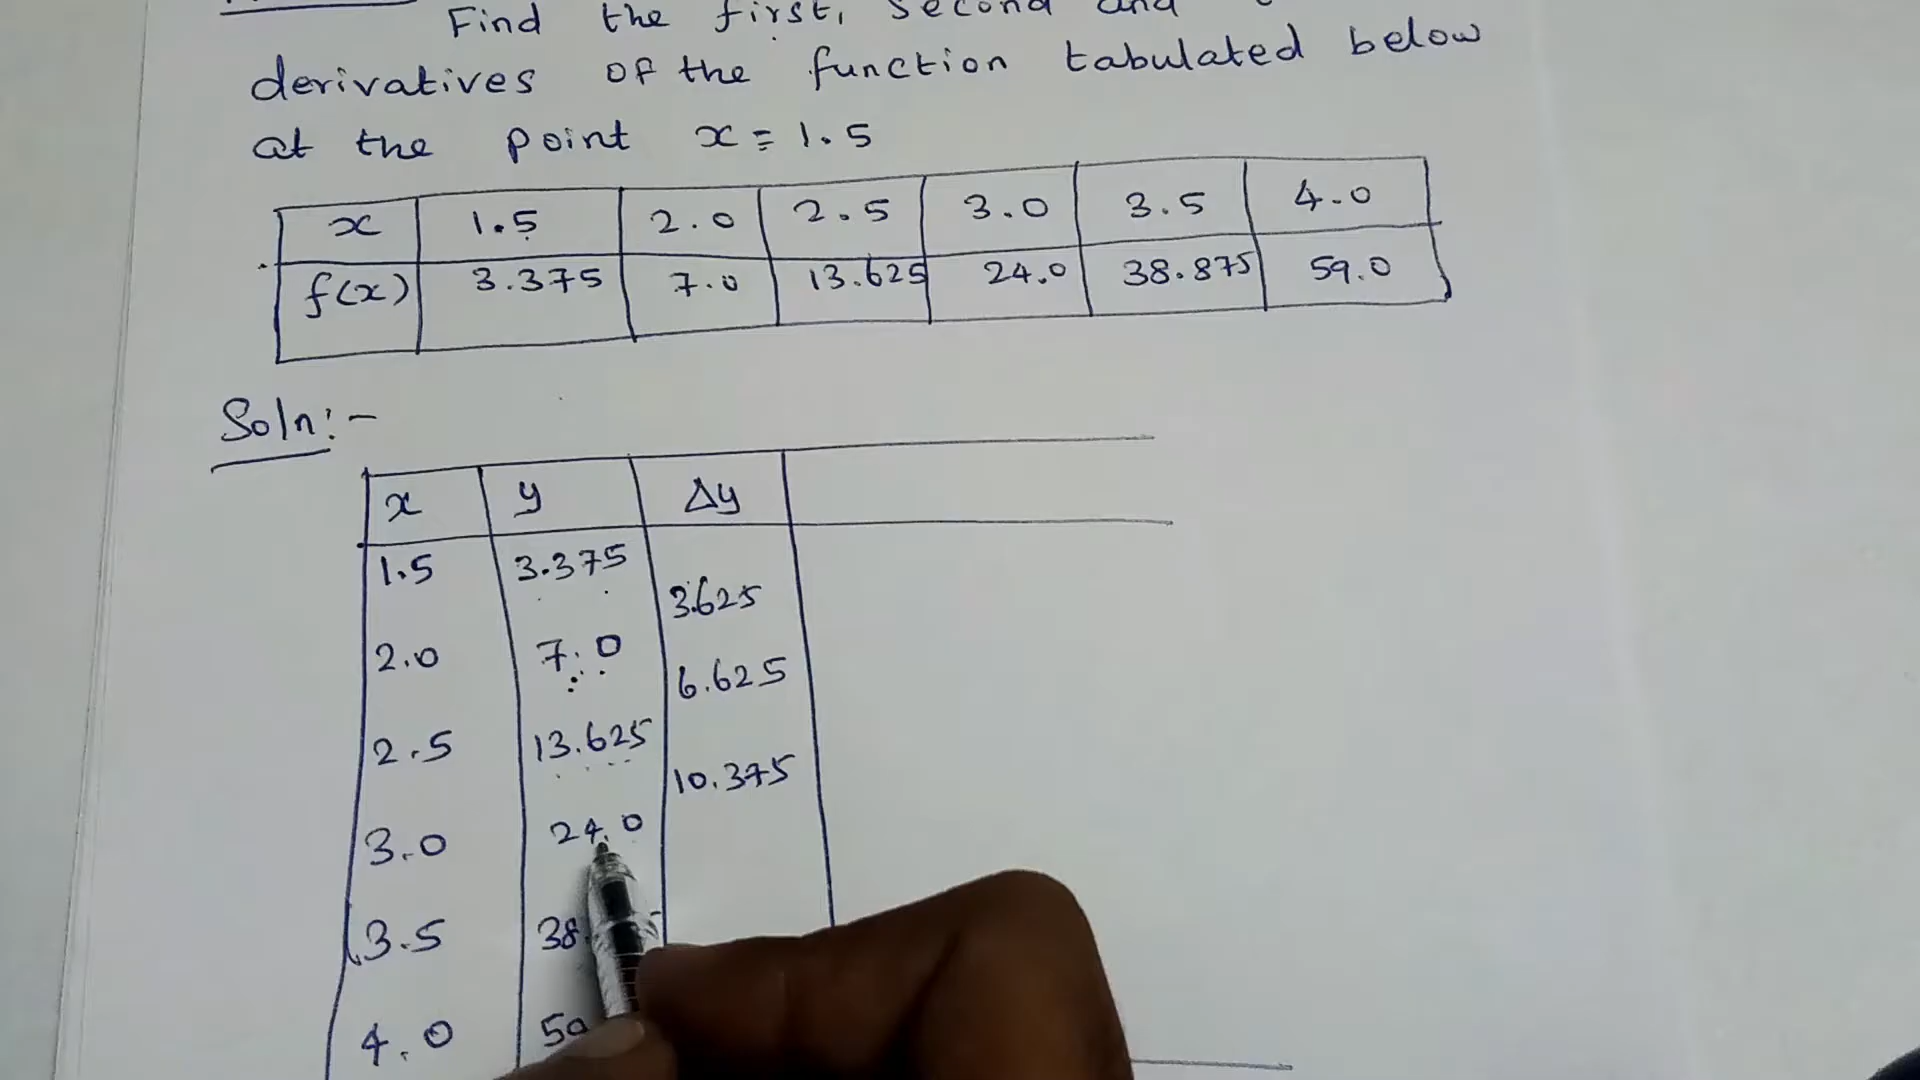 Find the first, second and
derivatives of the function tabulated below
at the point x = 1.5
x 1.5 2.0 2.5 3.0 3.5 4.0
f(x) 3.375 7.0 13.625 24.0 38.875 59.0
Soln:-
x y Δy
1.5 3.375
3.625
2.0 7.0
6.625
2.5 13.625
10.375
3.0 24.0
3.5 38
4.0